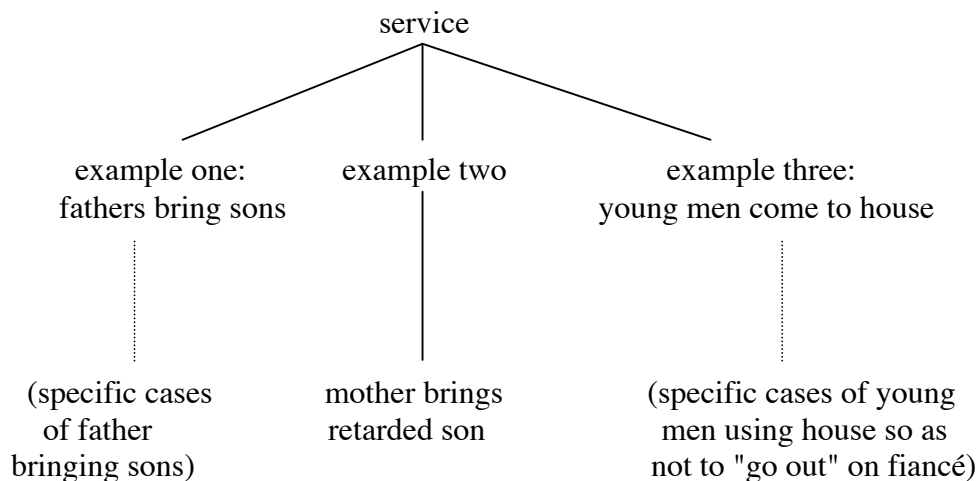 service
example one:
fathers bring sons
example two
example three:
young men come to house
(specific cases
of father
bringing sons)
mother brings
retarded son
(specific cases of young
men using house so as
not to "go out" on fiancé)